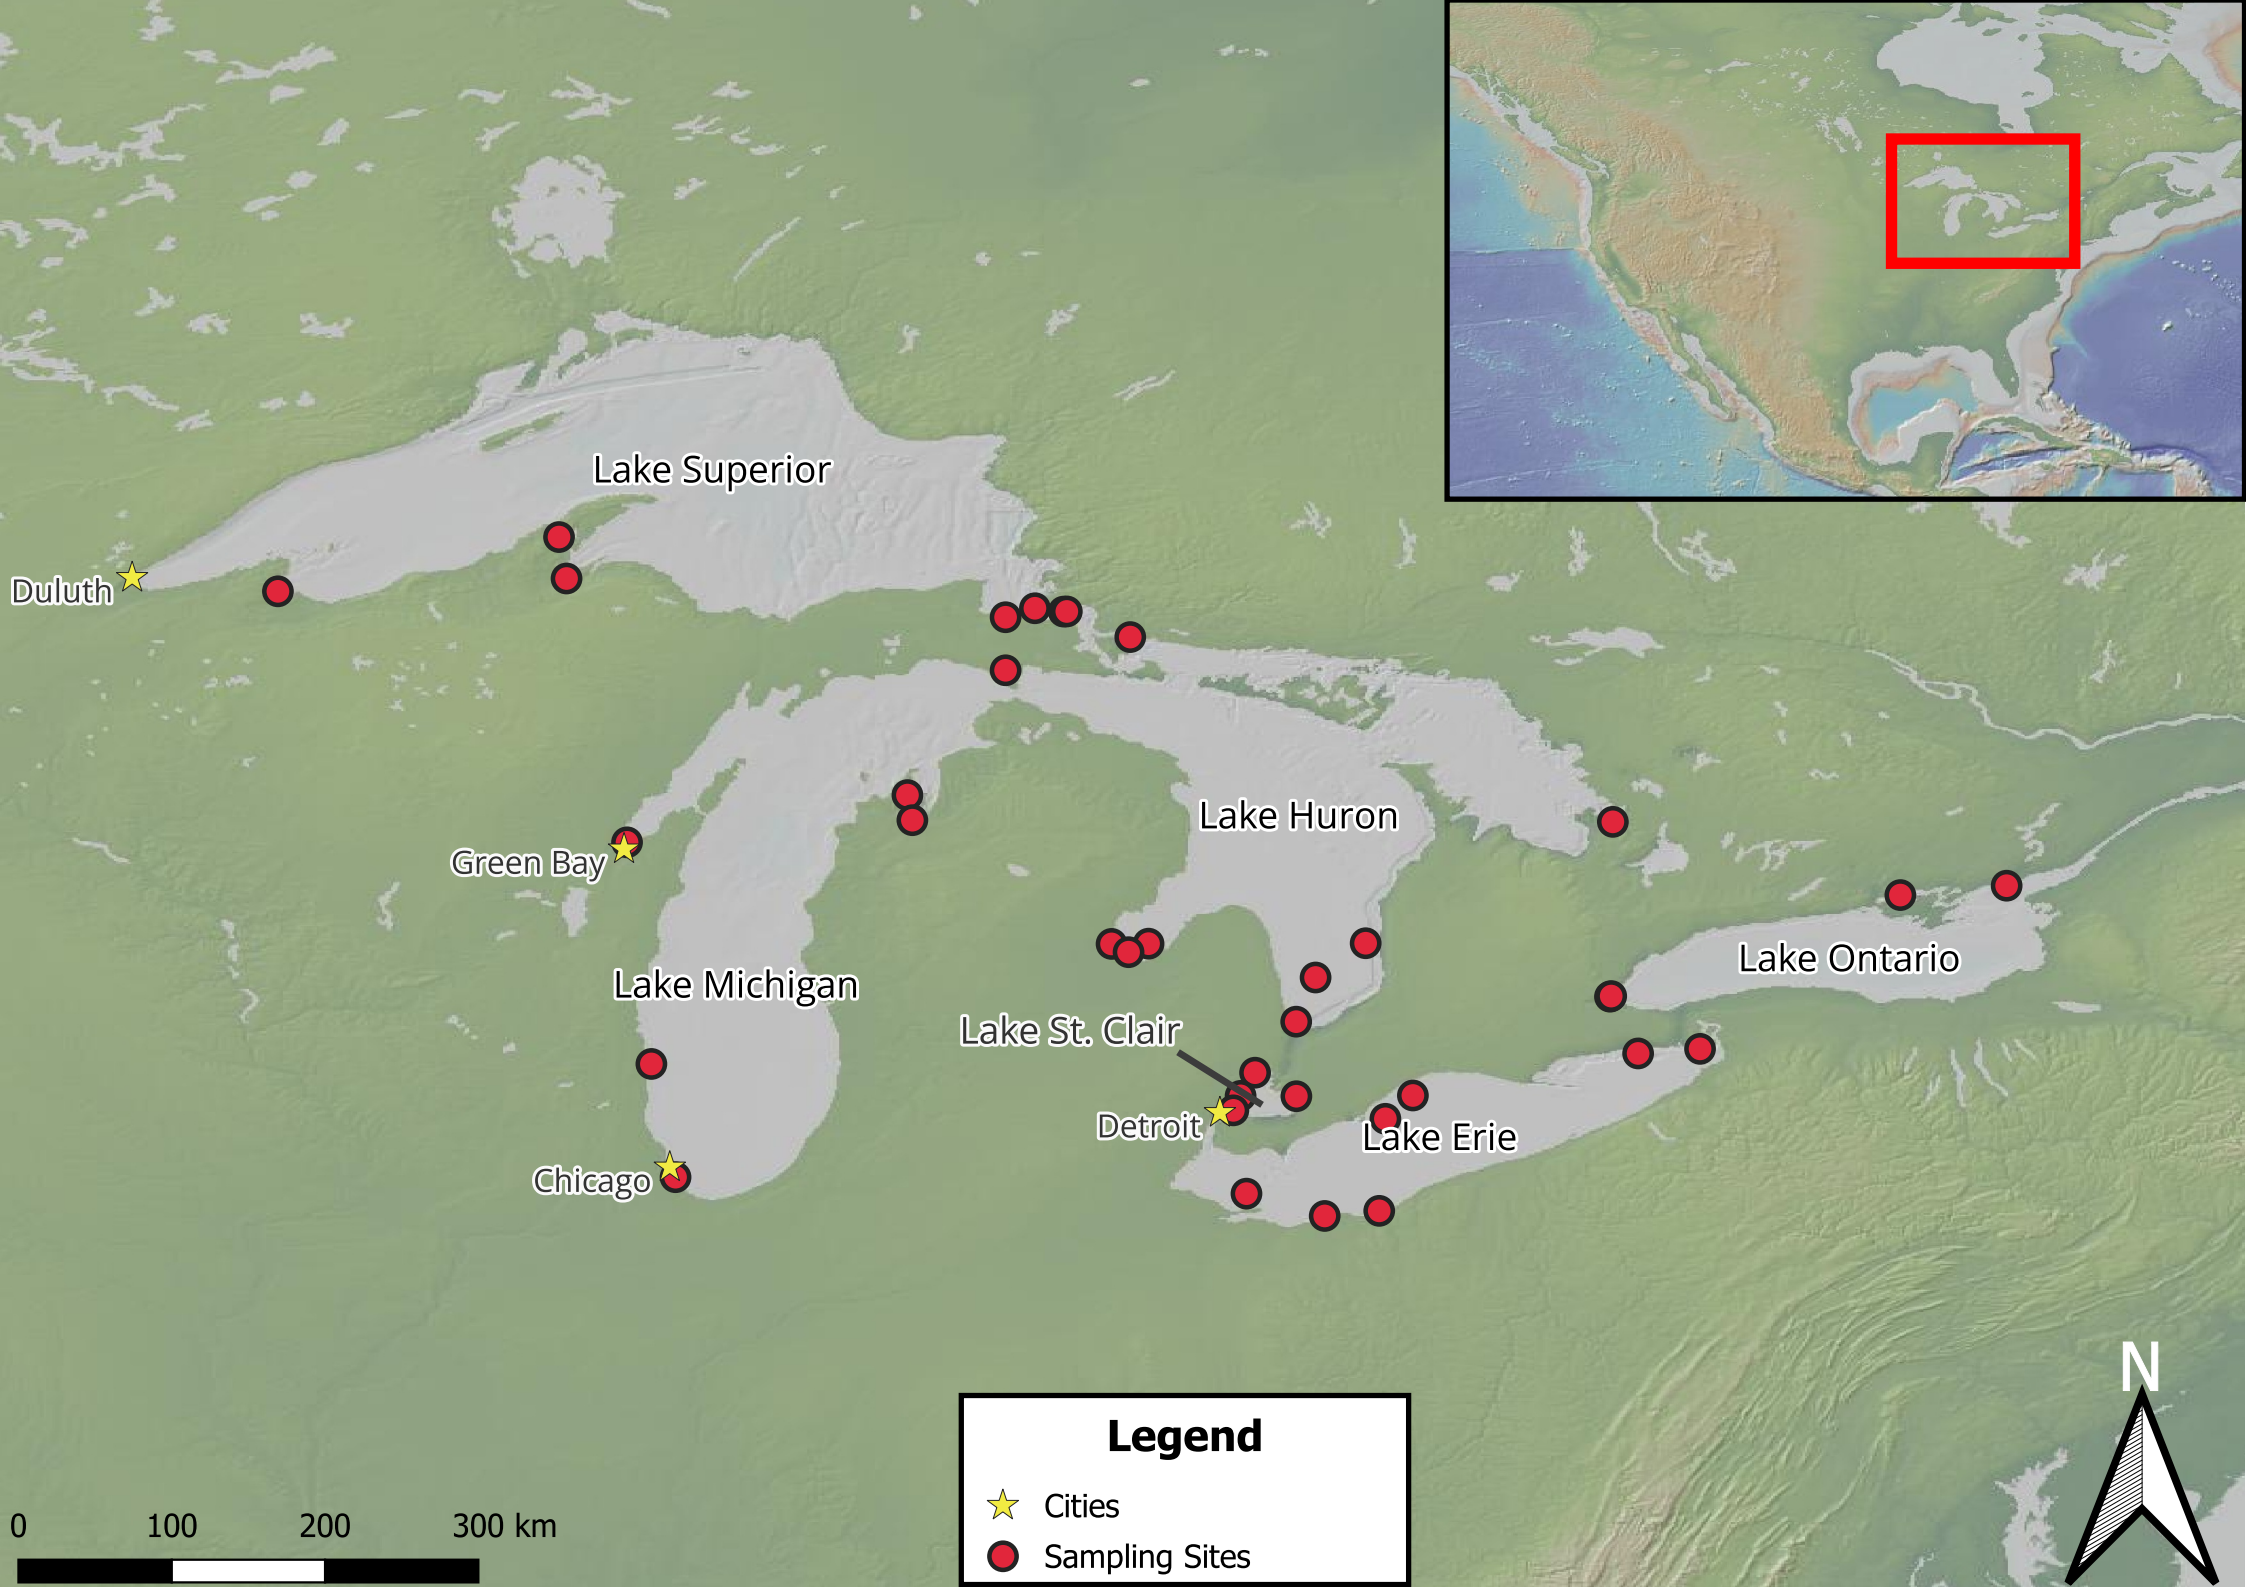 Lake Superior
Duluth
Lake Huron
Green Bay
Lake Ontario
Lake Michigan
Lake St. Clair
Detroit
Lake Erie
Chicago
N
Legend
Cities
Sampling Sites
0 100 200 300 km